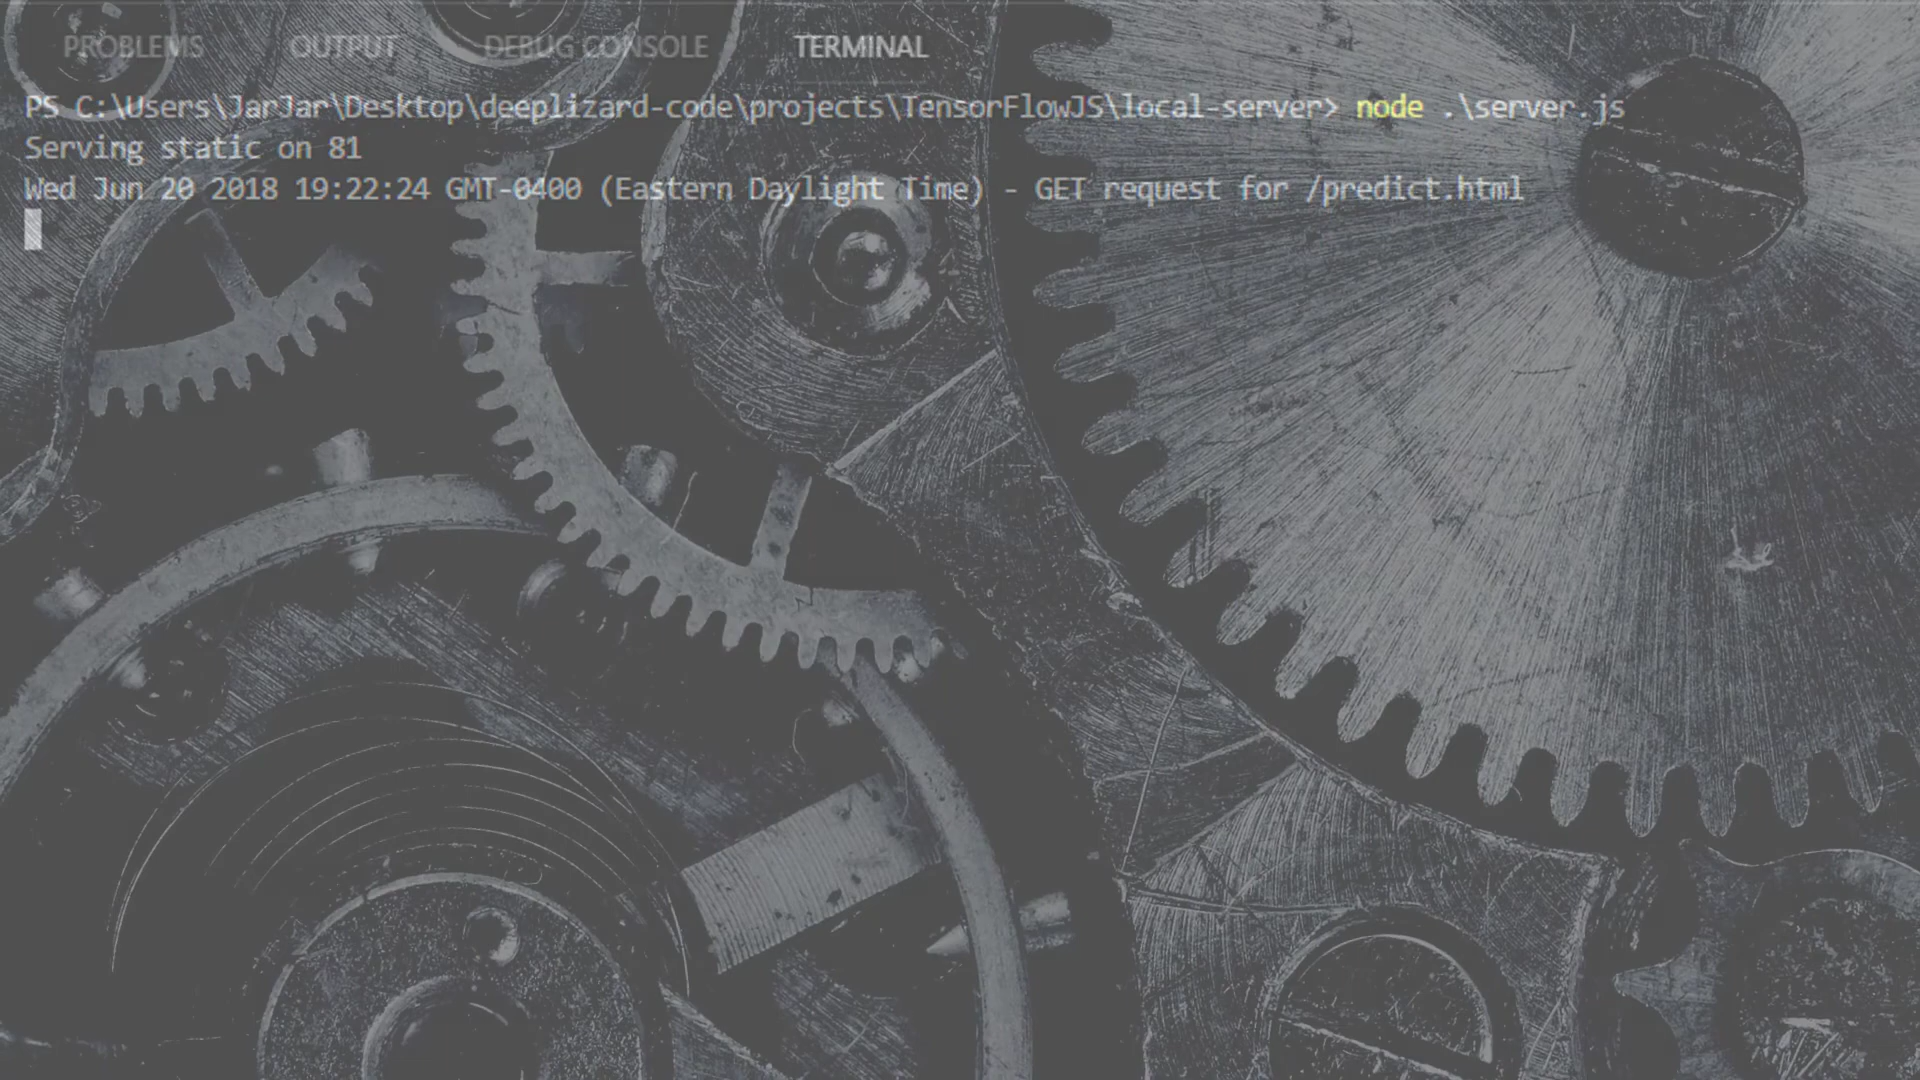 PROBLEMS OUTPUT DEBUG CONSOLE TERMINAL
PS C:\Users\JarJar\Desktop\deeplizard-code\projects\TensorFlowJS\local-server> node .\server.js
Serving static on 81
Wed Jun 20 2018 19:22:24 GMT-0400 (Eastern Daylight Time) - GET request for /predict.html